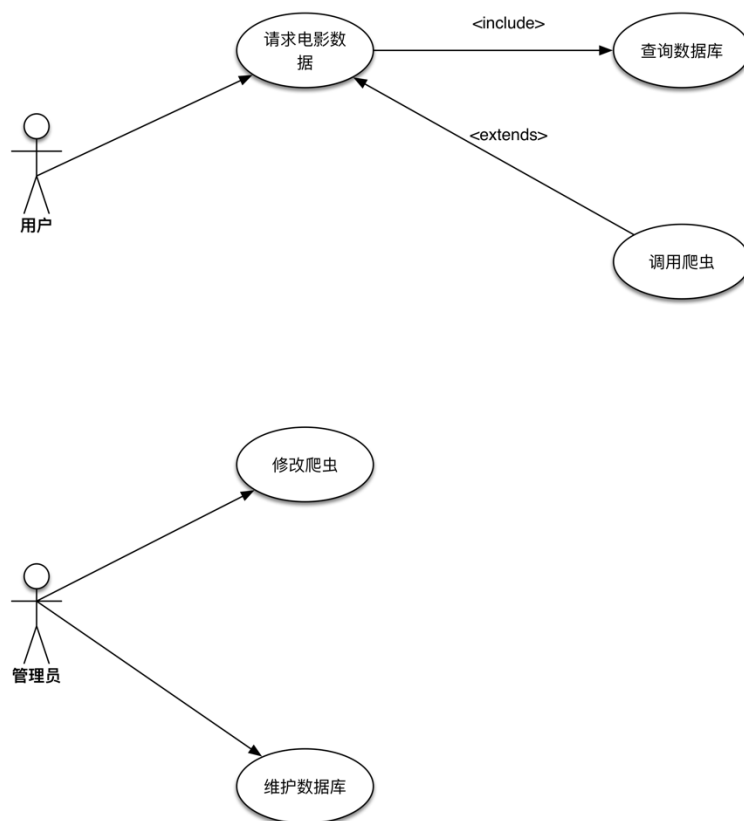 请求电影数
据
<include>
查询数据库
<extends>
用户
调用爬虫
修改爬虫
管理员
维护数据库